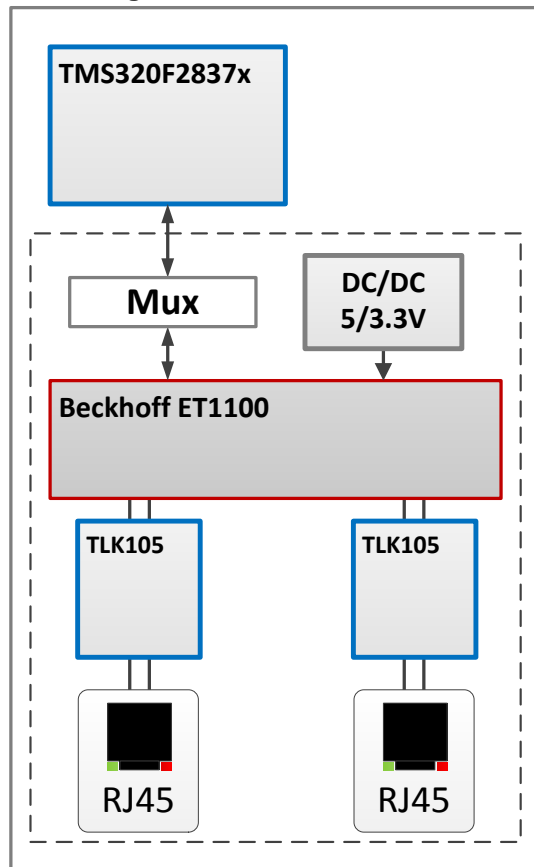 TMS320F2837x
Mux
DC/DC
5/3.3V
Beckhoff ET1100
TLK105
TLK105
RJ45
RJ45